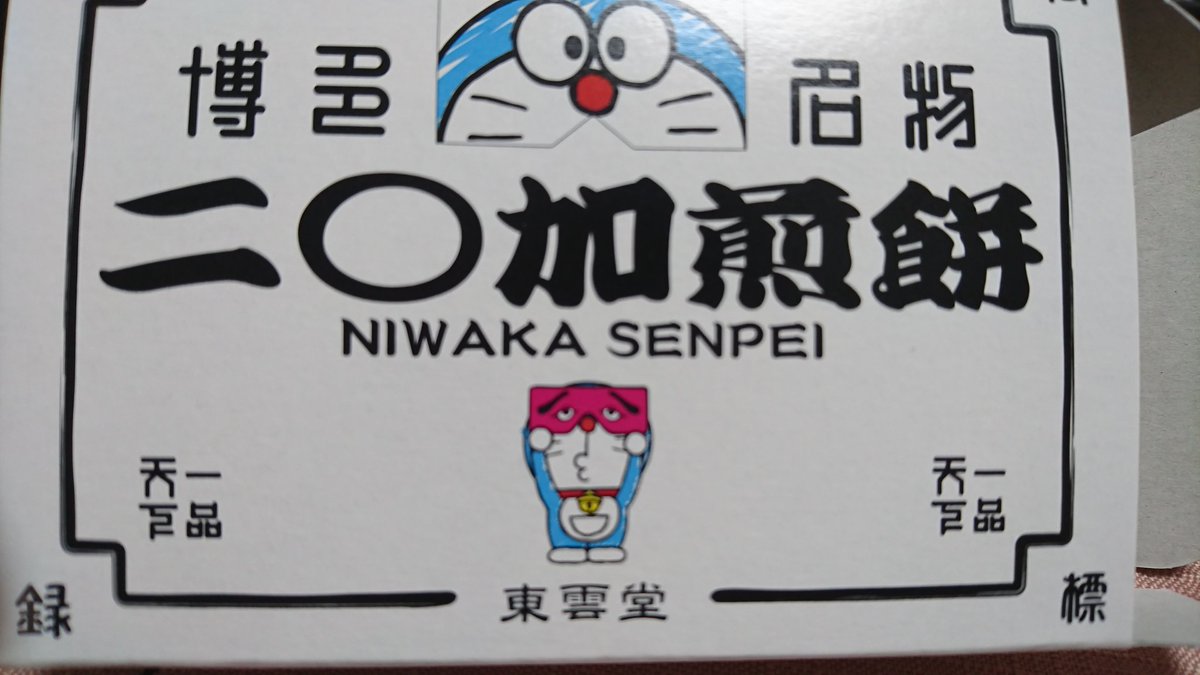 博多 名物
二〇加煎餅
NIWAKA SENPEI
天下一品 天下一品
東雲堂
録 標